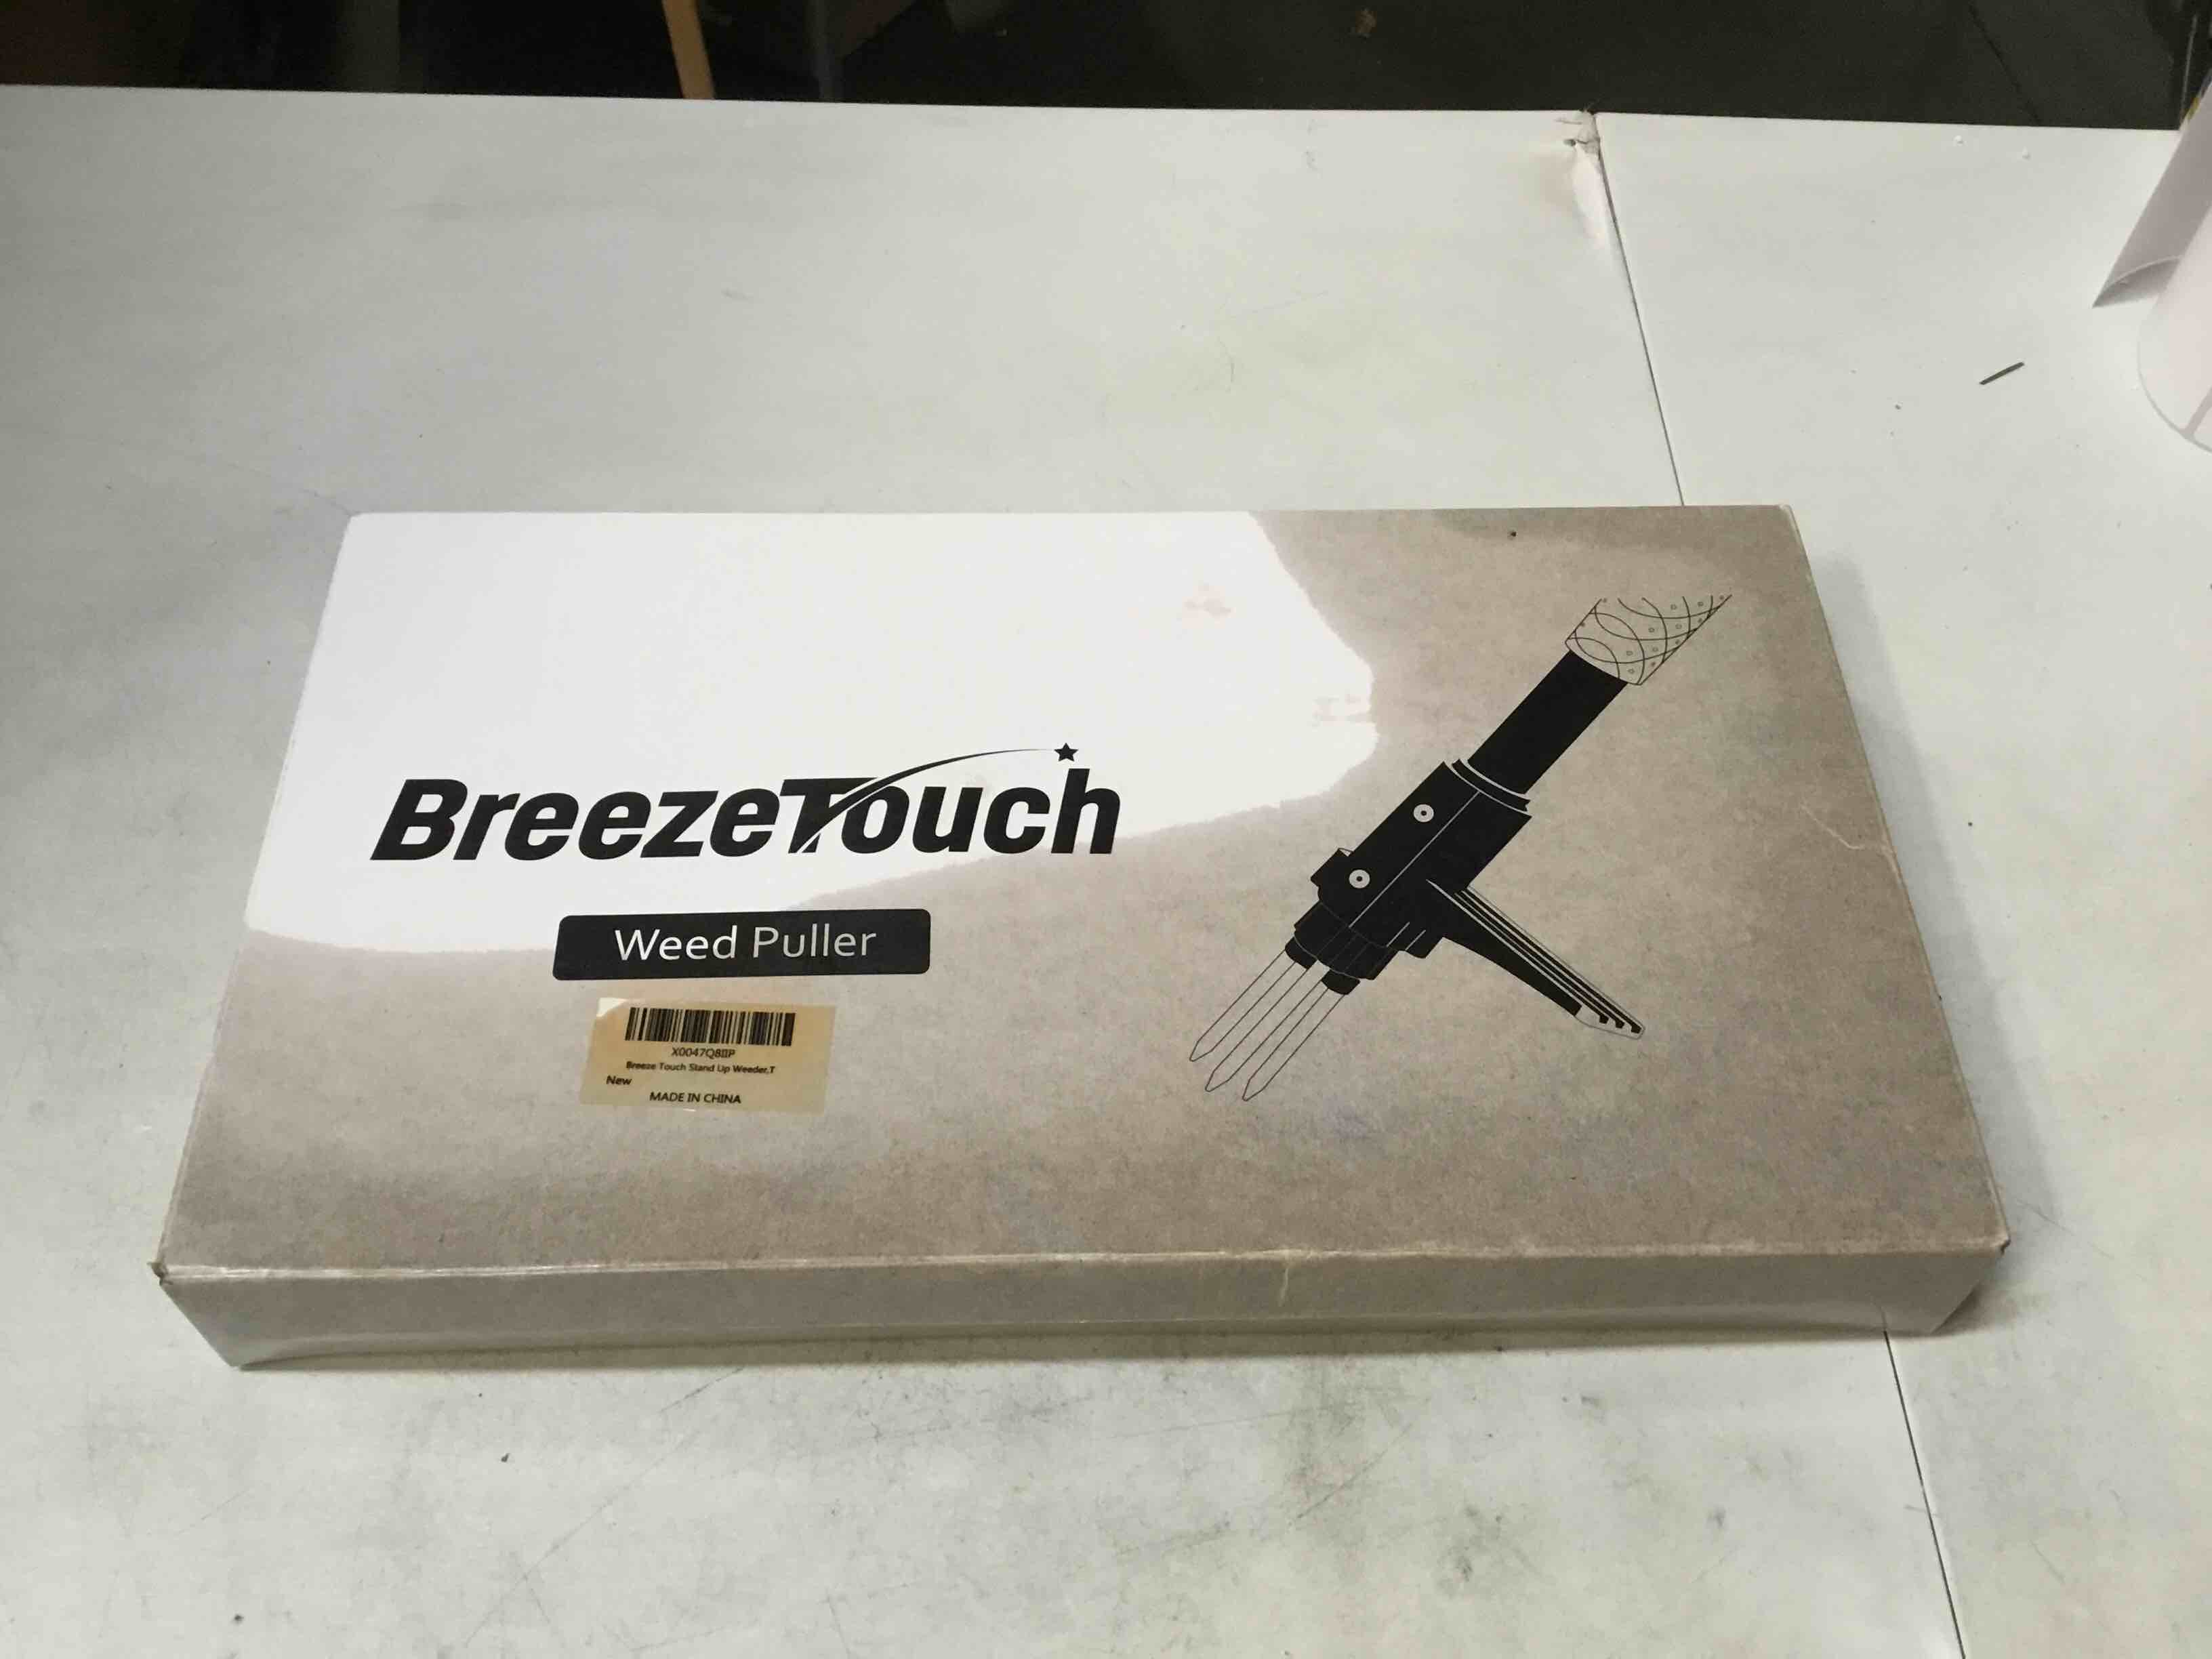 BreezeTouch
Weed Puller
X0047Q8IIP
Breeze Touch Stand Up Weeder,T
New
MADE IN CHINA